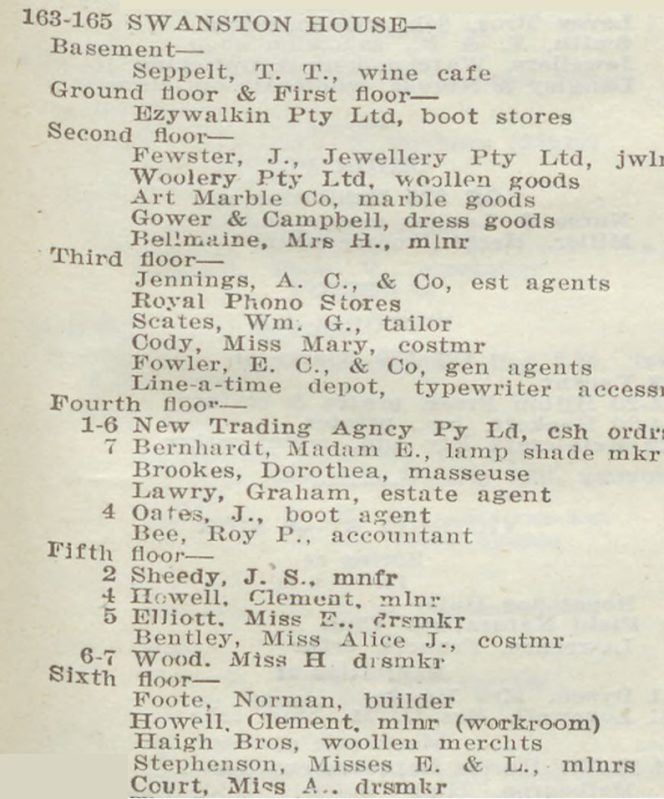 163-165 SWANSTON HOUSE—
Basement—
Seppelt, T. T., wine cafe
Ground floor & First floor—
Ezywalkin Pty Ltd, boot stores
Second floor—
Fewster, J., Jewellery Pty Ltd, jwlr
Woolery Pty Ltd, woollen goods
Art Marble Co, marble goods
Gower & Campbell, dress goods
Bellmaine, Mrs H., mlnr
Third floor—
Jennings, A. C., & Co, est agents
Royal Phono Stores
Scates, Wm. G., tailor
Cody, Miss Mary, costmr
Fowler, E. C., & Co, gen agents
Line-a-time depot, typewriter accessr
Fourth floor—
1-6 New Trading Agncy Py Ld, csh ordrs
7 Bernhardt, Madam E., lamp shade mkr
Brookes, Dorothea, masseuse
Lawry, Graham, estate agent
4 Oates, J., boot agent
Bee, Roy P., accountant
Fifth floor—
2 Sheedy, J. S., mnfr
4 Howell, Clement, mlnr
5 Elliott. Miss E., drsmkr
Bentley, Miss Alice J., costmr
6-7 Wood. Miss H drsmkr
Sixth floor—
Foote, Norman, builder
Howell, Clement, mlnr (workroom)
Haigh Bros, woollen merchts
Stephenson, Misses E. & L., mlnrs
Court, Miss A.. drsmkr